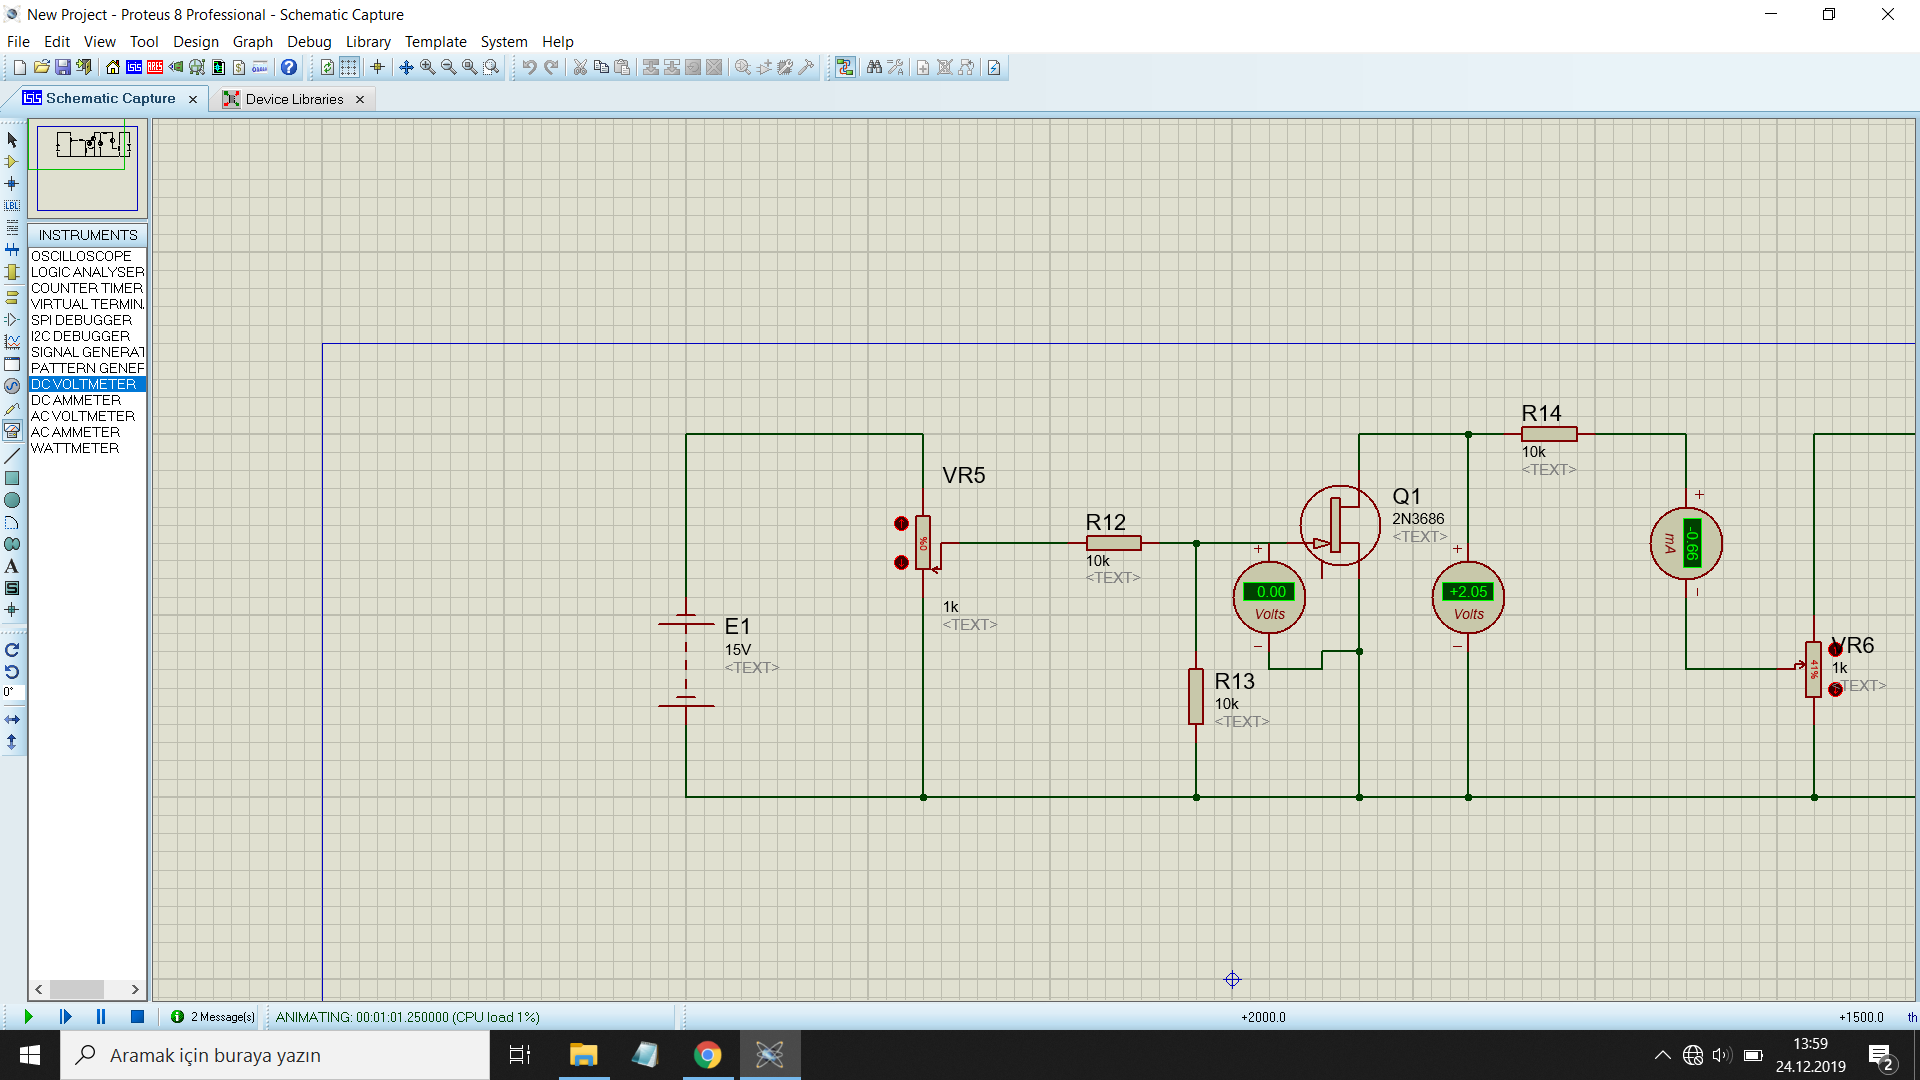 New Project - Proteus 8 Professional - Schematic Capture
File Edit View Tool Design Graph Debug Library Template System Help
Schematic Capture Device Libraries
INSTRUMENTS
OSCILLOSCOPE
LOGIC ANALYSER
COUNTER TIMER
VIRTUAL TERMIN
SPI DEBUGGER
I2C DEBUGGER
SIGNAL GENERAT
PATTERN GENER
DC VOLTMETER
DC AMMETER
AC VOLTMETER
AC AMMETER
WATTMETER
LBL
A
S
0°
VR5
0%
1k
<TEXT>
E1
15V
<TEXT>
R12
10k
<TEXT>
R13
10k
<TEXT>
Q1
2N3686
<TEXT>
+
0.00
Volts
−
+
+2.05
Volts
−
R14
10k
<TEXT>
+
-0.66
mA
−
VR6
41%
1k
<TEXT>
2 Message(s) ANIMATING: 00:01:01.250000 (CPU load 1%) +2000.0 +1500.0 th
Aramak için buraya yazın
13:59
24.12.2019
2